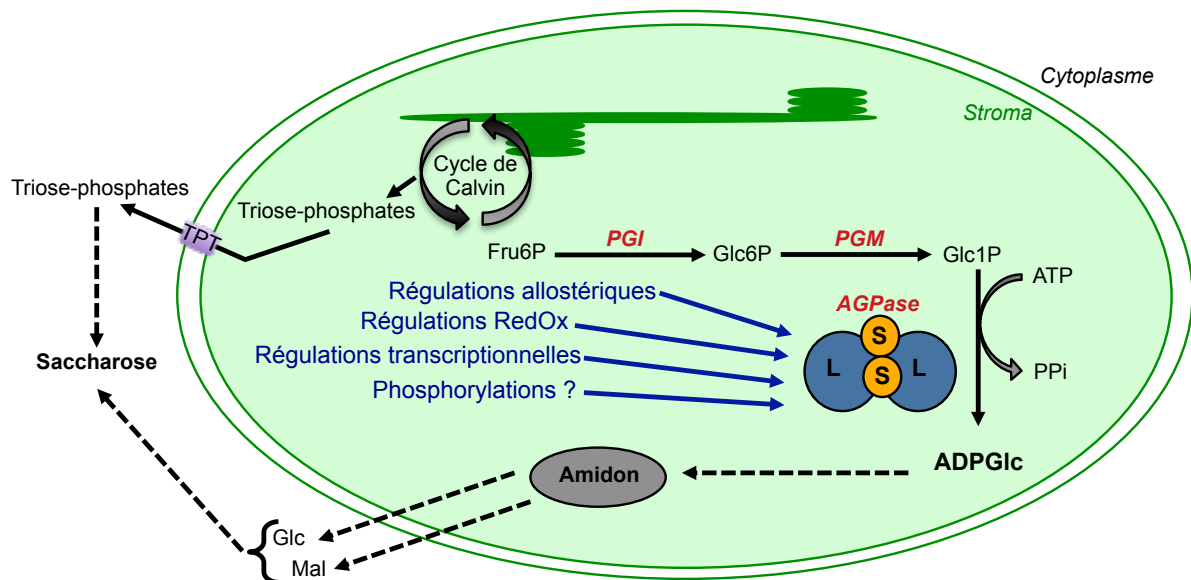 Cytoplasme
Stroma
Cycle de
Calvin
Triose-phosphates
Triose-phosphates
TPT
Fru6P
PGI
Glc6P
PGM
Glc1P
ATP
Régulations allostériques
AGPase
Régulations RedOx
S
Régulations transcriptionnelles
L
S
L
Saccharose
PPi
Phosphorylations ?
ADPGlc
Amidon
Glc
Mal